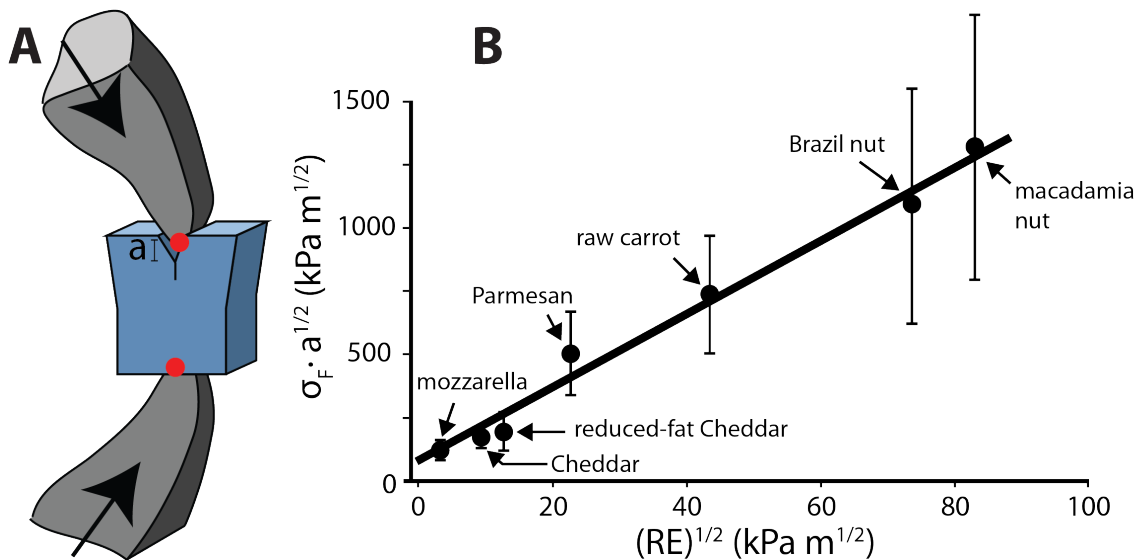 A
a
B
σF · a1/2 (kPa m1/2)
1500
1000
500
0
Brazil nut
macadamia
nut
raw carrot
Parmesan
mozzarella
reduced-fat Cheddar
Cheddar
0
20
40
60
80
100
(RE)1/2 (kPa m1/2)